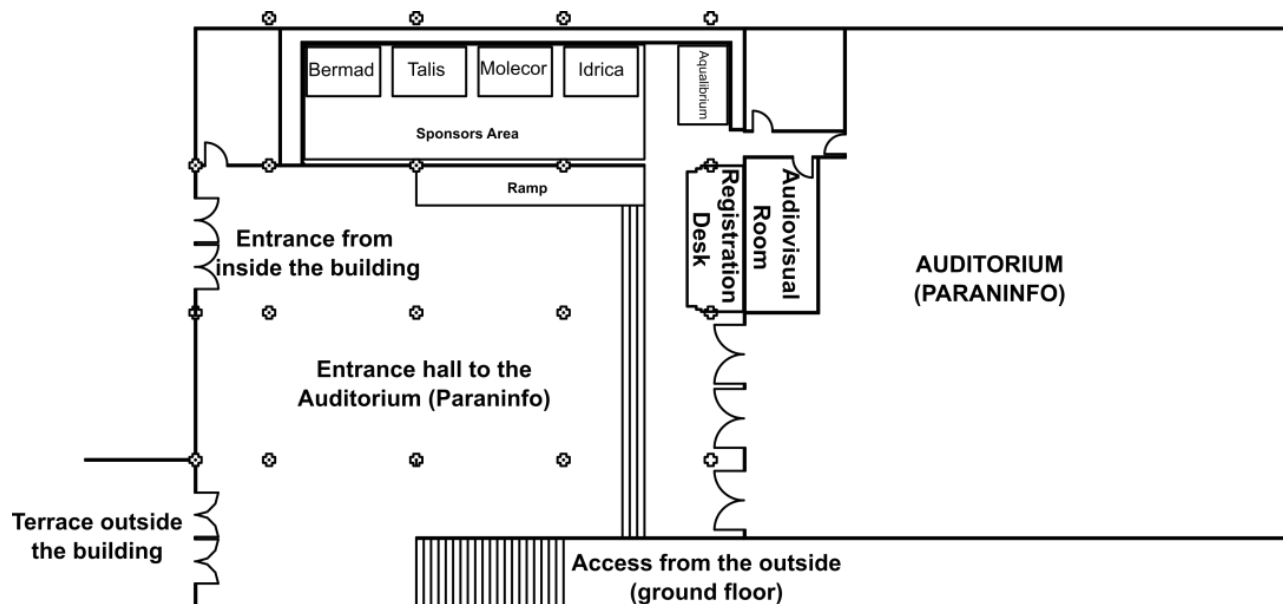 Bermad
Talis
Molecor
Idrica
Aqualibrium
Sponsors Area
Ramp
Registration
Desk
Audiovisual
Room
Entrance from
inside the building
AUDITORIUM
(PARANINFO)
Entrance hall to the
Auditorium (Paraninfo)
Terrace outside
the building
Access from the outside
(ground floor)